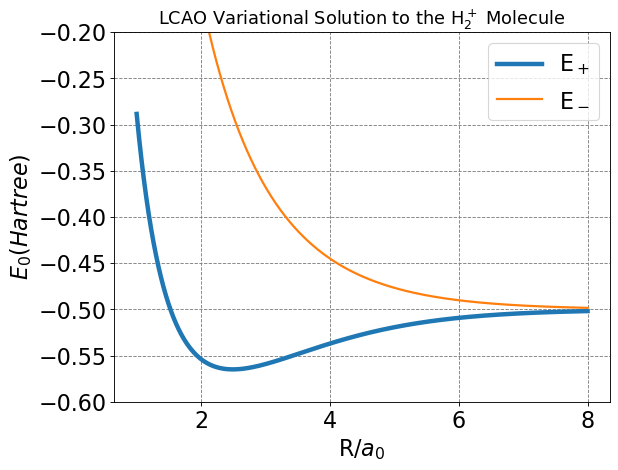 LCAO Variational Solution to the H₂⁺ Molecule
E₊
E₋
−0.20
−0.25
−0.30
−0.35
−0.40
−0.45
−0.50
−0.55
−0.60
E₀(Hartree)
2 4 6 8
R/a₀